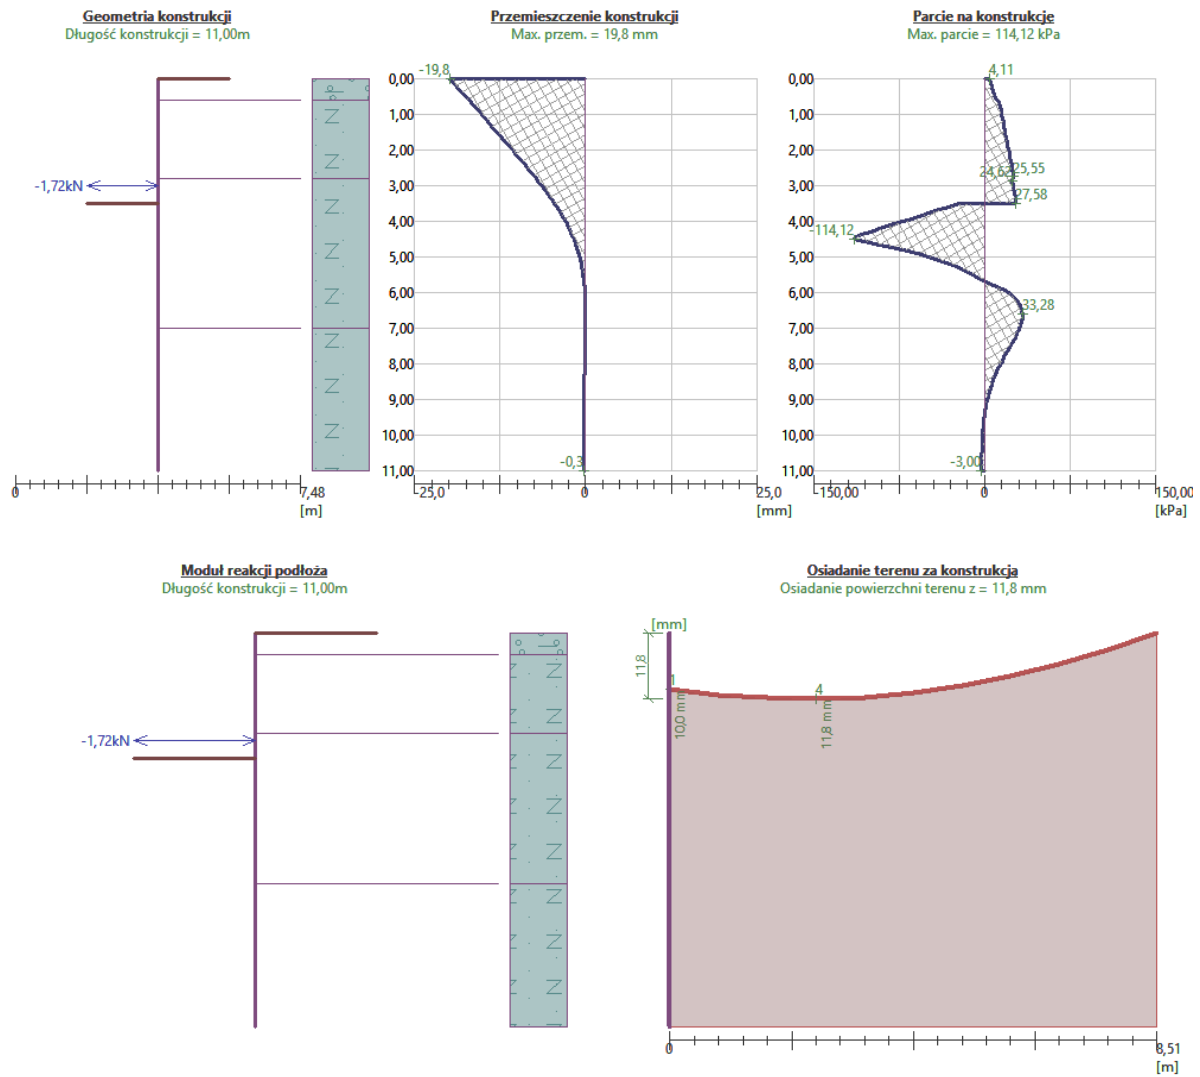 Geometria konstrukcji
Długość konstrukcji = 11,00m
-1,72kN
0
7,48
[m]
Przemieszczenie konstrukcji
Max. przem. = 19,8 mm
-19,8
0,00
1,00
2,00
3,00
4,00
5,00
6,00
7,00
8,00
9,00
10,00
11,00
-0,3
-25,0
0
25,0
[mm]
Parcie na konstrukcję
Max. parcie = 114,12 kPa
4,11
0,00
1,00
2,00
3,00
4,00
5,00
6,00
7,00
8,00
9,00
10,00
11,00
25,55
27,58
-114,12
33,28
-3,00
-150,00
0
150,00
[kPa]
Moduł reakcji podłoża
Długość konstrukcji = 11,00m
-1,72kN
Osiadanie terenu za konstrukcją
Osiadanie powierzchni terenu z = 11,8 mm
[mm]
11,8
1
10,0 mm
4
11,8 mm
0
8,51
[m]